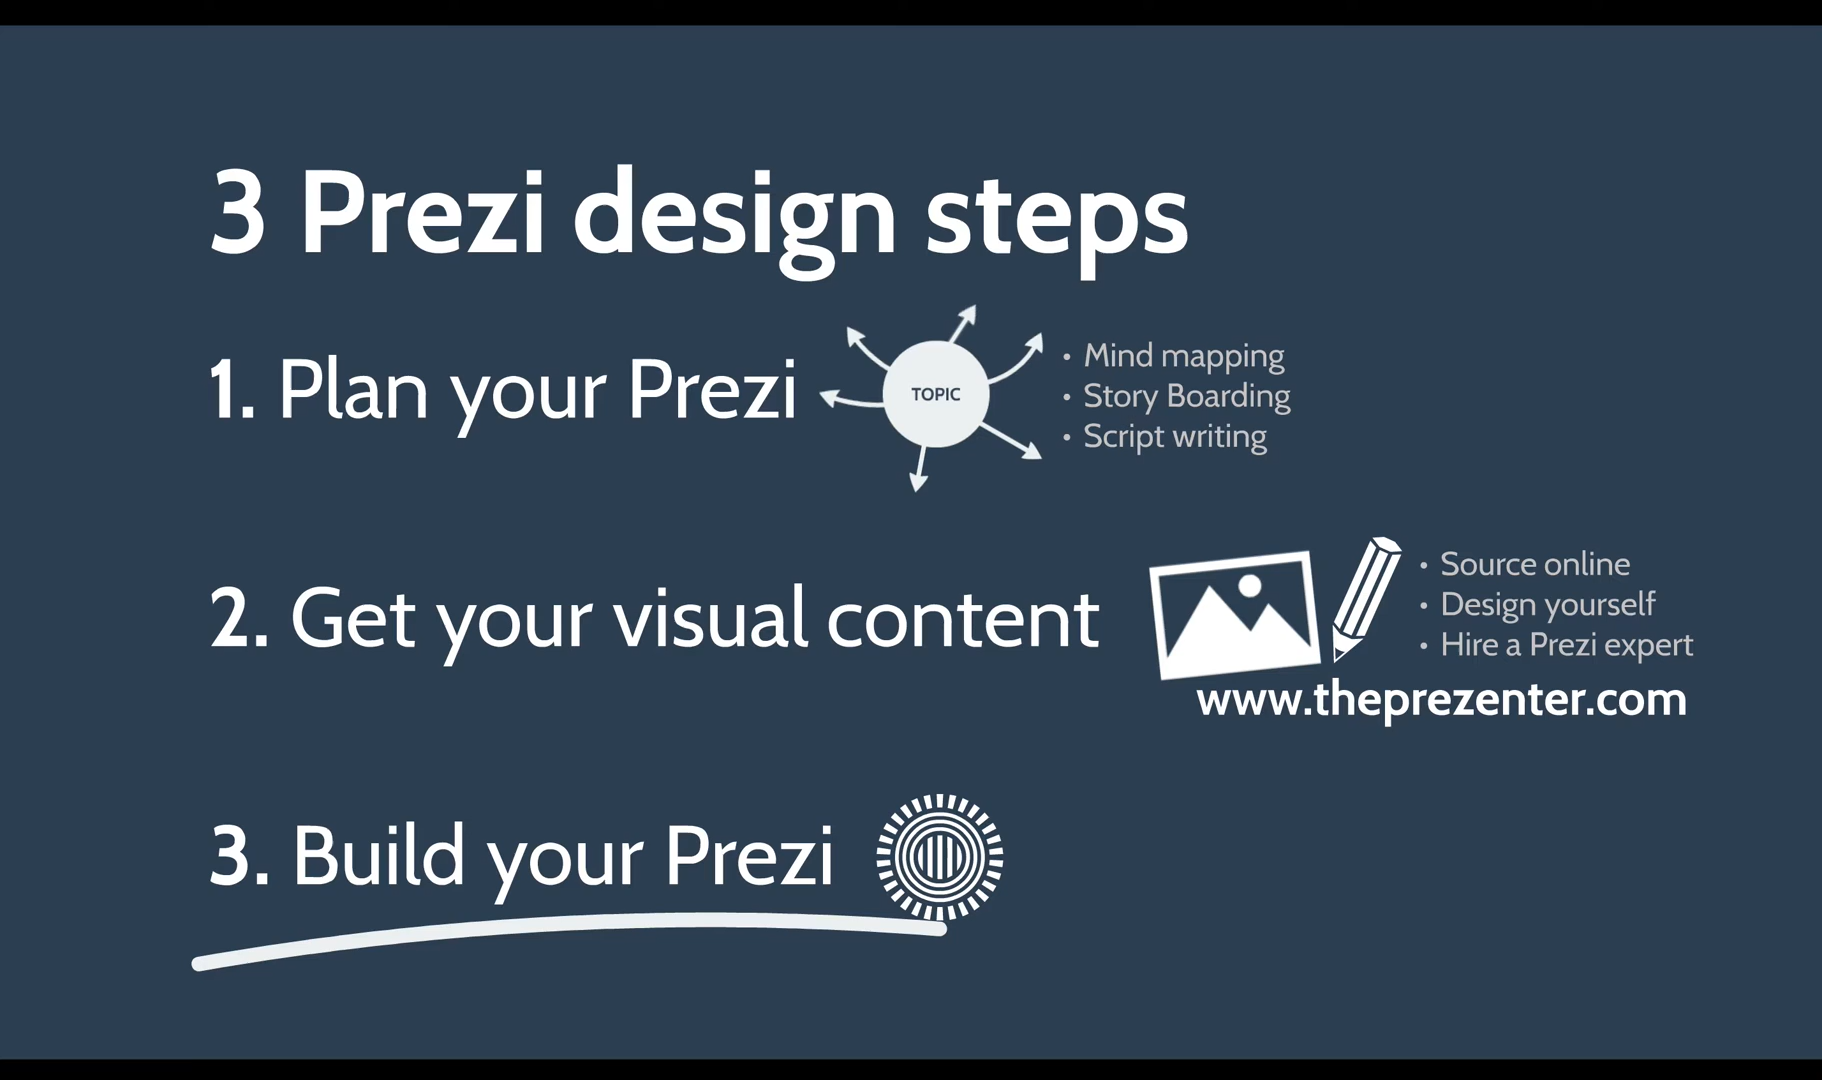 3 Prezi design steps
1. Plan your Prezi
TOPIC
• Mind mapping
• Story Boarding
• Script writing
2. Get your visual content
• Source online
• Design yourself
• Hire a Prezi expert
www.theprezenter.com
3. Build your Prezi